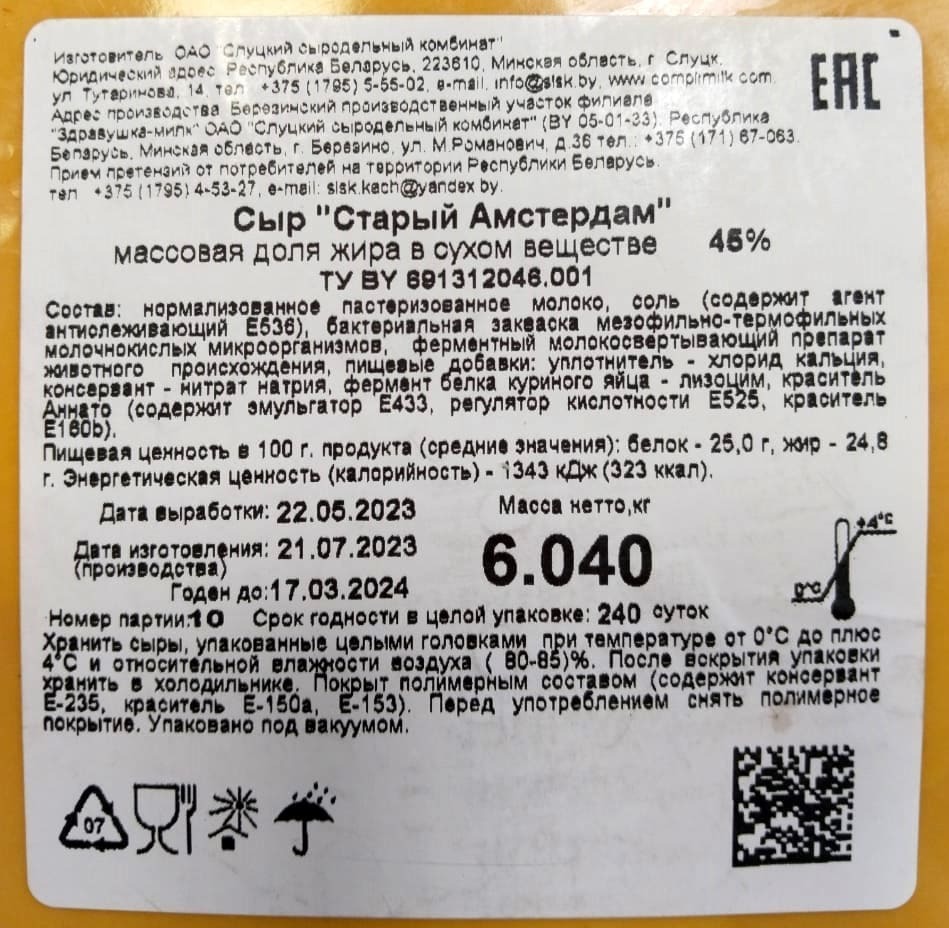 Изготовитель ОАО "Слуцкий сыродельный комбинат"
Юридический адрес Республика Беларусь, 223610, Минская область, г Слуцк.
ул Тутаринова, 14, тел +375 (1795) 5-55-02, e-mail, info@slsk.by, www complimilk com
Адрес производства Березинский производственный участок филиала
"Здравушка-милк" ОАО "Слуцкий сыродельный комбинат" (BY 05-01-33), Республика
Беларусь, Минская область, г. Березино, ул. М.Романович, д.36 тел.: +375 (171) 67-063.
Прием претензий от потребителей на территории Республики Беларусь.
тел +375 (1795) 4-53-27, e-mail: slsk.kach@yandex by.
ЕАС
Сыр "Старый Амстердам"
массовая доля жира в сухом веществе 45%
ТУ BY 691312046.001
Состав: нормализованное пастеризованное молоко, соль (содержит агент
антислеживающий Е536), бактериальная закваска мезофильно-термофильных
молочнокислых микроорганизмов, ферментный молокосвертывающий препарат
животного происхождения, пищевые добавки: уплотнитель - хлорид кальция,
консервант - нитрат натрия, фермент белка куриного яйца - лизоцим, краситель
Аннато (содержит эмульгатор Е433, регулятор кислотности Е525, краситель
Е160b).
Пищевая ценность в 100 г. продукта (средние значения): белок - 25,0 г, жир - 24,8
г. Энергетическая ценность (калорийность) - 1343 кДж (323 ккал).
Дата выработки: 22.05.2023 Масса нетто,кг
Дата изготовления: 21.07.2023 6.040
(производства)
Годен до:17.03.2024
+4°С
0°С
Номер партии:10 Срок годности в целой упаковке: 240 суток
Хранить сыры, упакованные целыми головками при температуре от 0°С до плюс
4°С и относительной влажности воздуха ( 80-85)%. После вскрытия упаковки
хранить в холодильнике. Покрыт полимерным составом (содержит консервант
Е-235, краситель Е-150а, Е-153). Перед употреблением снять полимерное
покрытие. Упаковано под вакуумом.
07